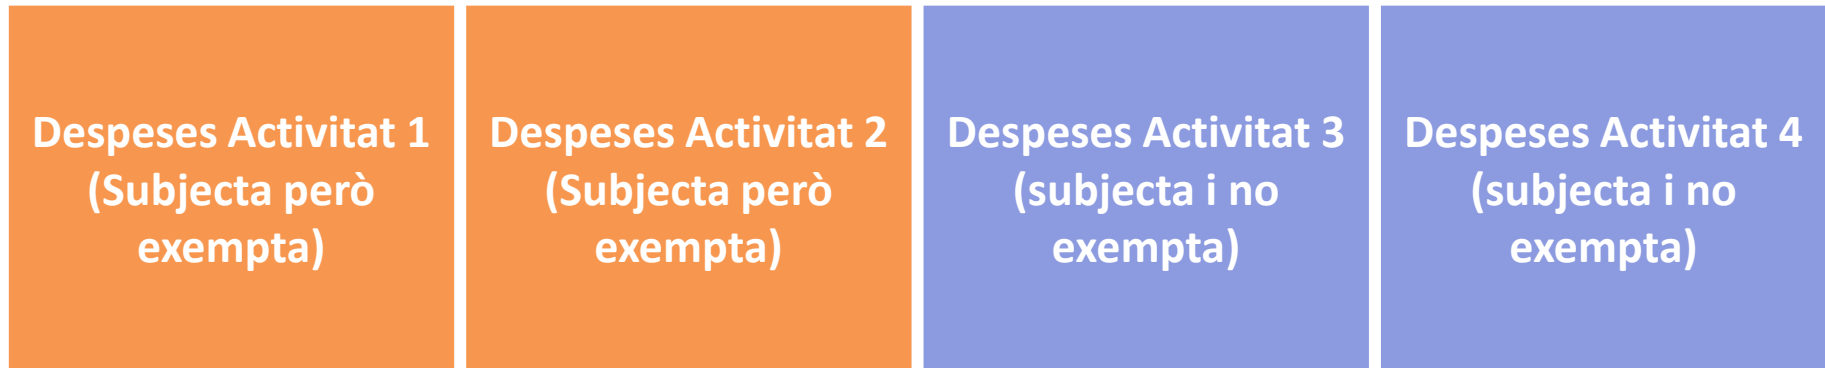 Despeses Activitat 1
(Subjecta però
exempta)
Despeses Activitat 2
(Subjecta però
exempta)
Despeses Activitat 3
(subjecta i no
exempta)
Despeses Activitat 4
(subjecta i no
exempta)